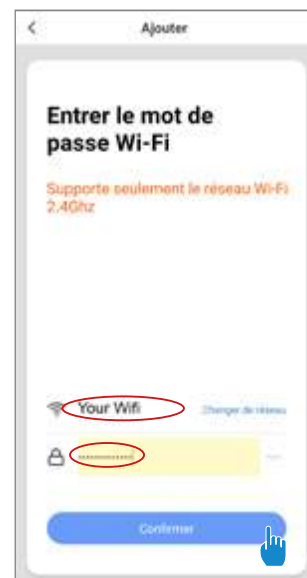 Ajouter
Entrer le mot de
passe Wi-Fi
Supporte seulement le réseau Wi-Fi
2.4Ghz
Your Wifi
Changer de réseau
Confirmer